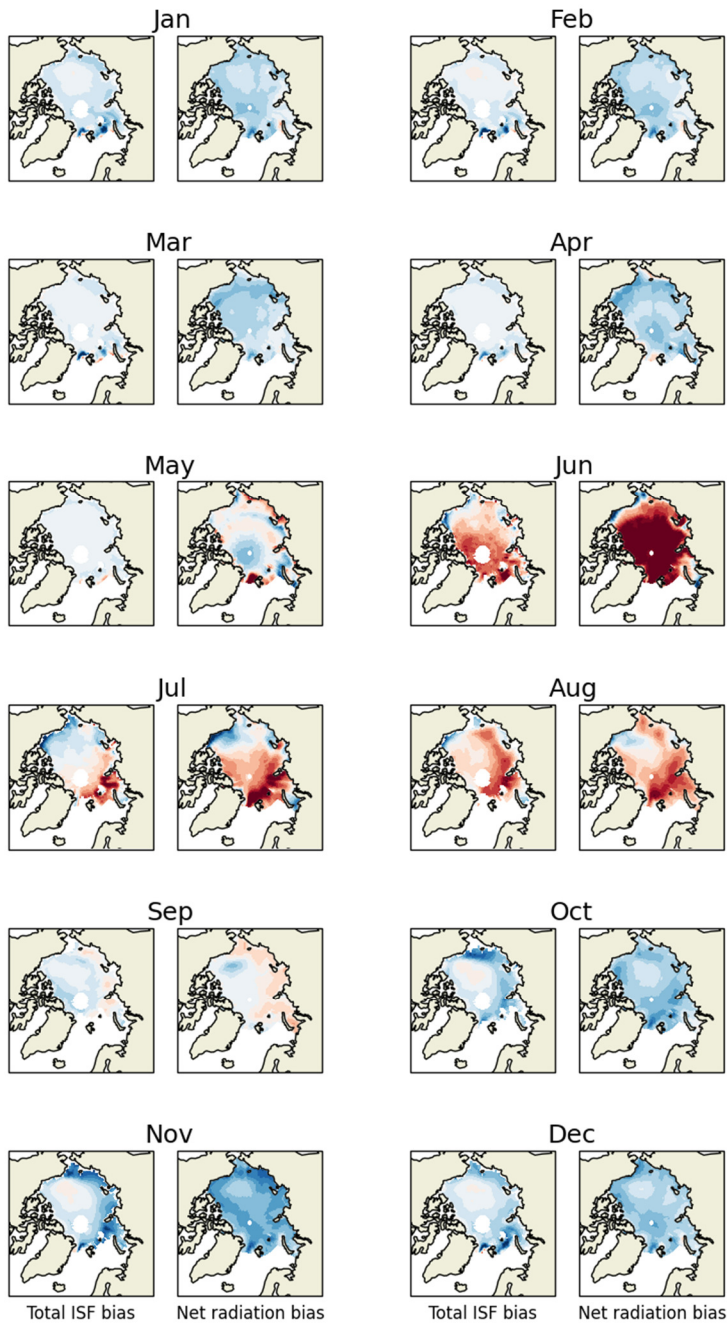 Jan
Feb
Mar
Apr
May
Jun
Jul
Aug
Sep
Oct
Nov
Dec
Total ISF bias
Net radiation bias
Total ISF bias
Net radiation bias